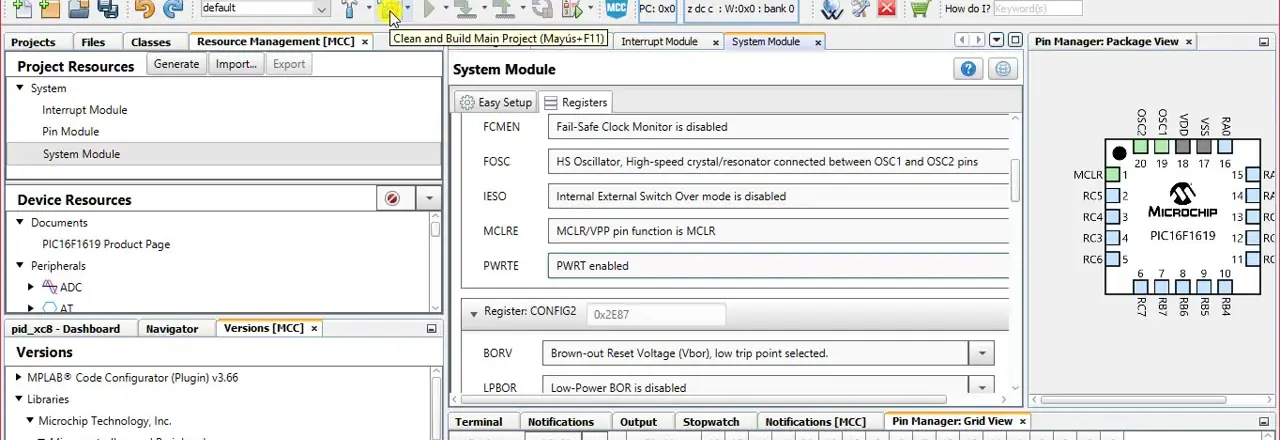 default
PC: 0x0
z dc c : W:0x0 : bank 0
How do I?
Keyword(s)
MCC
Clean and Build Main Project (Mayús+F11)
Projects
Files
Classes
Resource Management [MCC] ×
Interrupt Module ×
System Module ×
Pin Manager: Package View ×
Project Resources
Generate
Import...
Export
System
Interrupt Module
Pin Module
System Module
Device Resources
Documents
PIC16F1619 Product Page
Peripherals
ADC
AT
pid_xc8 - Dashboard
Navigator
Versions [MCC] ×
Versions
MPLAB® Code Configurator (Plugin) v3.66
Libraries
Microchip Technology, Inc.
System Module
Easy Setup
Registers
FCMEN Fail-Safe Clock Monitor is disabled
FOSC HS Oscillator, High-speed crystal/resonator connected between OSC1 and OSC2 pins
IESO Internal External Switch Over mode is disabled
MCLRE MCLR/VPP pin function is MCLR
PWRTE PWRT enabled
Register: CONFIG2 0x2E87
BORV Brown-out Reset Voltage (Vbor), low trip point selected.
LPBOR Low-Power BOR is disabled
Terminal
Notifications
Output
Stopwatch
Notifications [MCC]
Pin Manager: Grid View ×
OSC2 OSC1 VDD VSS RA0
20 19 18 17 16
MCLR 1
RC5 2
RC4 3
RC3 4
RC6 5
15 RA
14 RA
13 RC
12 RC
11 RC
MICROCHIP
PIC16F1619
6 7 8 9 10
RC7 RB7 RB6 RB5 RB4